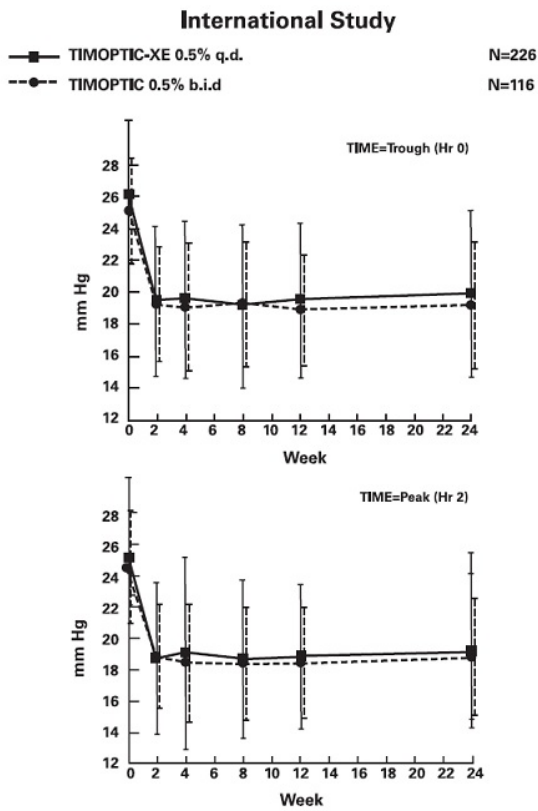 International Study
TIMOPTIC-XE 0.5% q.d. N=226
TIMOPTIC 0.5% b.i.d N=116
TIME=Trough (Hr 0)
28
26
24
22
20
18
16
14
12
mm Hg
0 2 4 6 8 10 12 14 16 18 20 22 24
Week
TIME=Peak (Hr 2)
28
26
24
22
20
18
16
14
12
mm Hg
0 2 4 6 8 10 12 14 16 18 20 22 24
Week